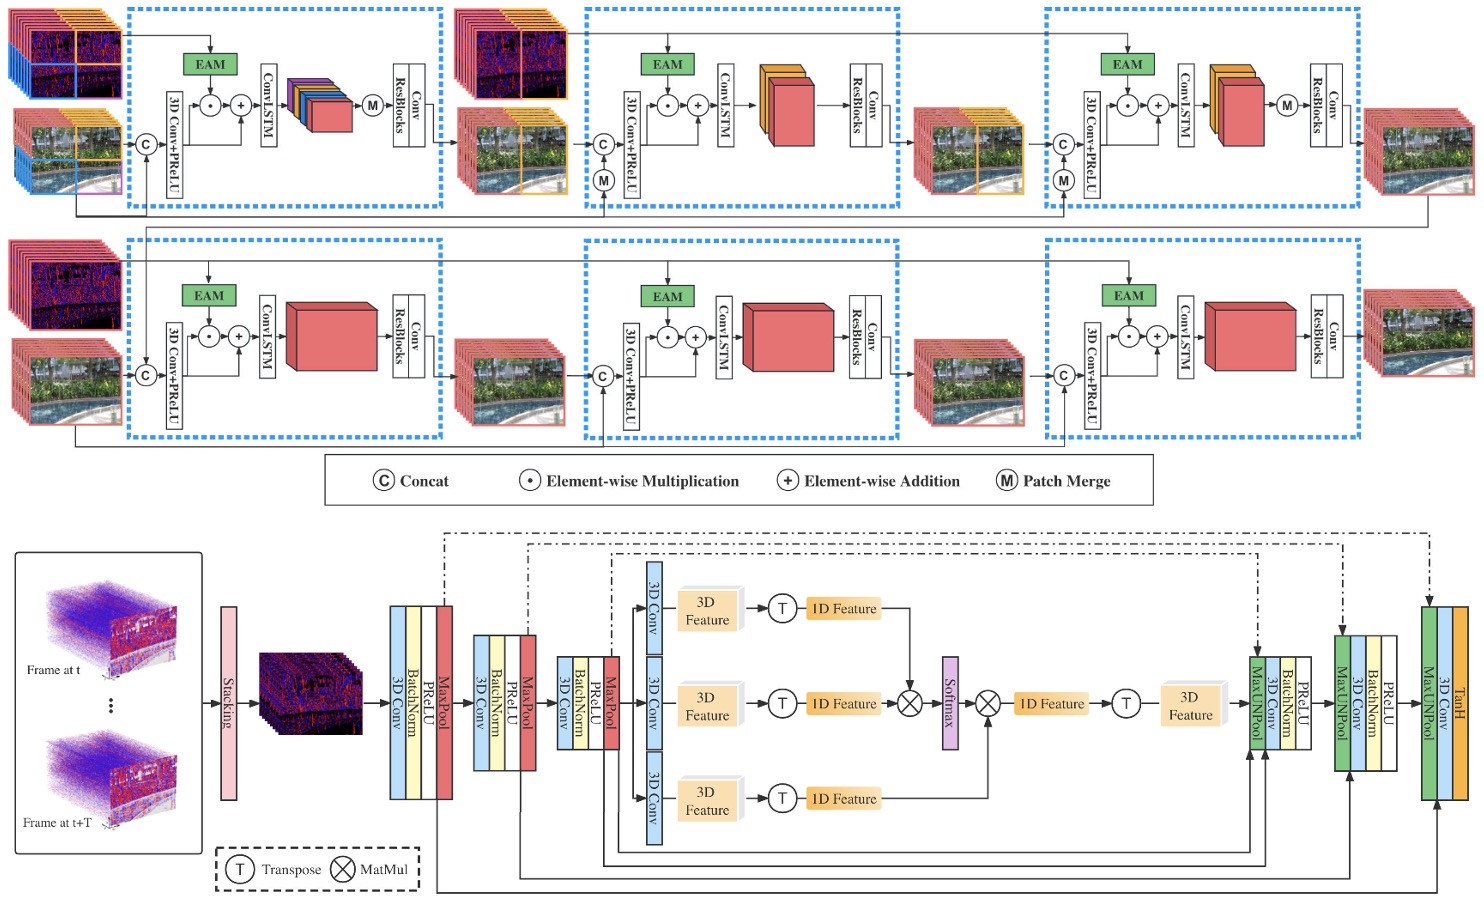 EAM
3D Conv+PReLU
C
ConvLSTM
M
ResBlocks
Conv
EAM
3D Conv+PReLU
C
M
ConvLSTM
ResBlocks
Conv
EAM
3D Conv+PReLU
C
M
ConvLSTM
M
ResBlocks
Conv
EAM
3D Conv+PReLU
C
ConvLSTM
ResBlocks
Conv
EAM
3D Conv+PReLU
C
ConvLSTM
ResBlocks
Conv
EAM
3D Conv+PReLU
C
ConvLSTM
ResBlocks
Conv
C Concat
Element-wise Multiplication
+ Element-wise Addition
M Patch Merge
Frame at t
Frame at t+T
Stacking
3D Conv
BatchNorm
PReLU
MaxPool
3D Conv
BatchNorm
PReLU
MaxPool
3D Conv
BatchNorm
PReLU
MaxPool
3D Conv
3D
Feature
T
1D Feature
3D Conv
3D
Feature
T
1D Feature
3D Conv
3D
Feature
T
1D Feature
Softmax
1D Feature
T
3D
Feature
MaxUNPool
3D Conv
BatchNorm
PReLU
MaxUNPool
3D Conv
BatchNorm
PReLU
MaxUNPool
3D Conv
TanH
T Transpose
MatMul